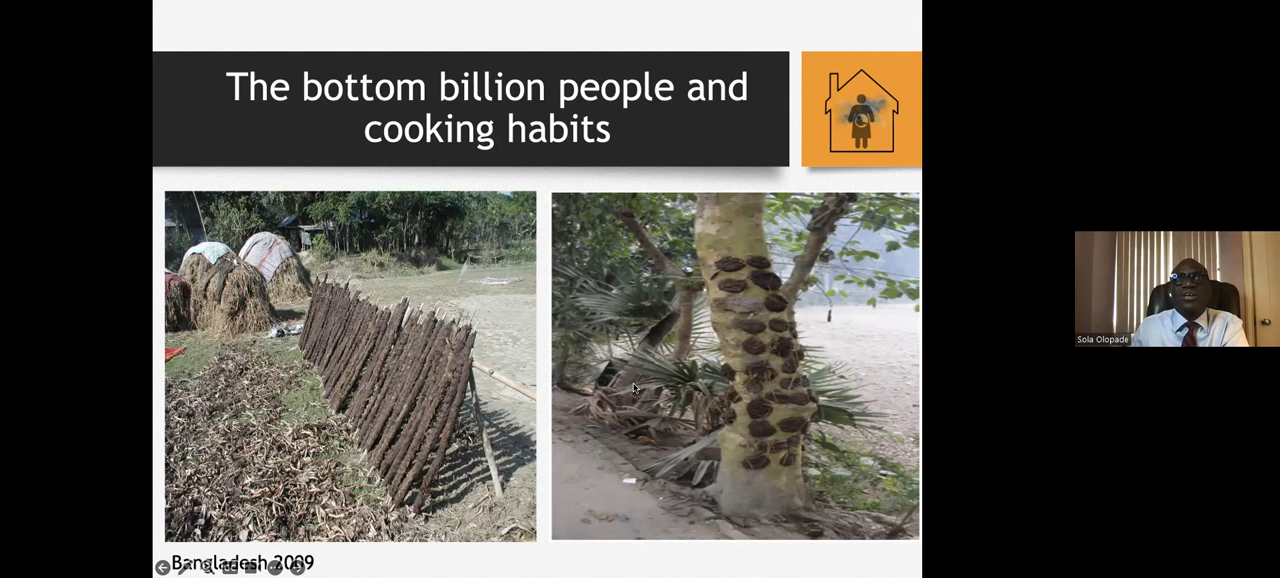 The bottom billion people and
cooking habits
Sola Olopade
Bangladesh 2009